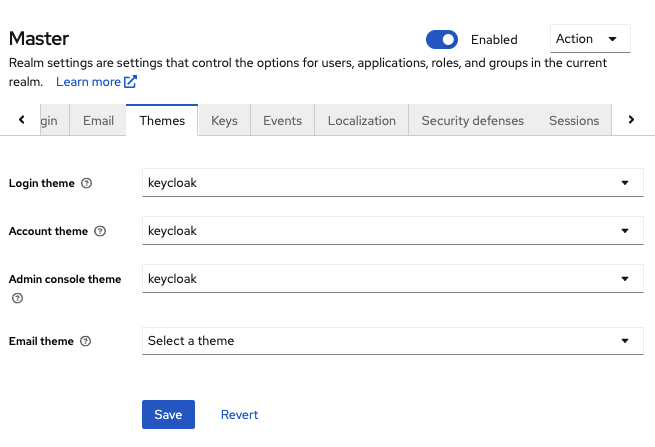 Master
Enabled
Action
Realm settings are settings that control the options for users, applications, roles, and groups in the current
realm. Learn more
gin Email Themes Keys Events Localization Security defenses Sessions
Login theme keycloak
Account theme keycloak
Admin console theme keycloak
Email theme Select a theme
Save Revert